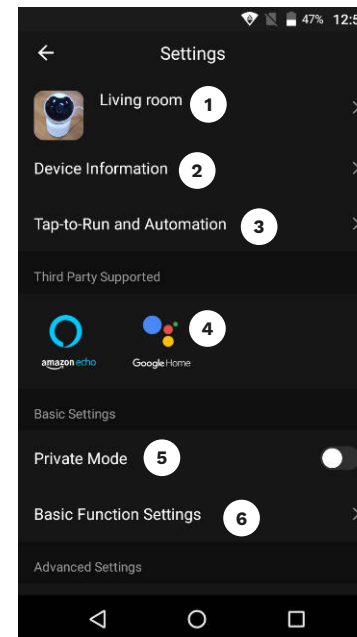 47% 12:5
Settings
Living room 1
Device Information 2
Tap-to-Run and Automation 3
Third Party Supported
4
amazon echo Google Home
Basic Settings
Private Mode 5
Basic Function Settings 6
Advanced Settings